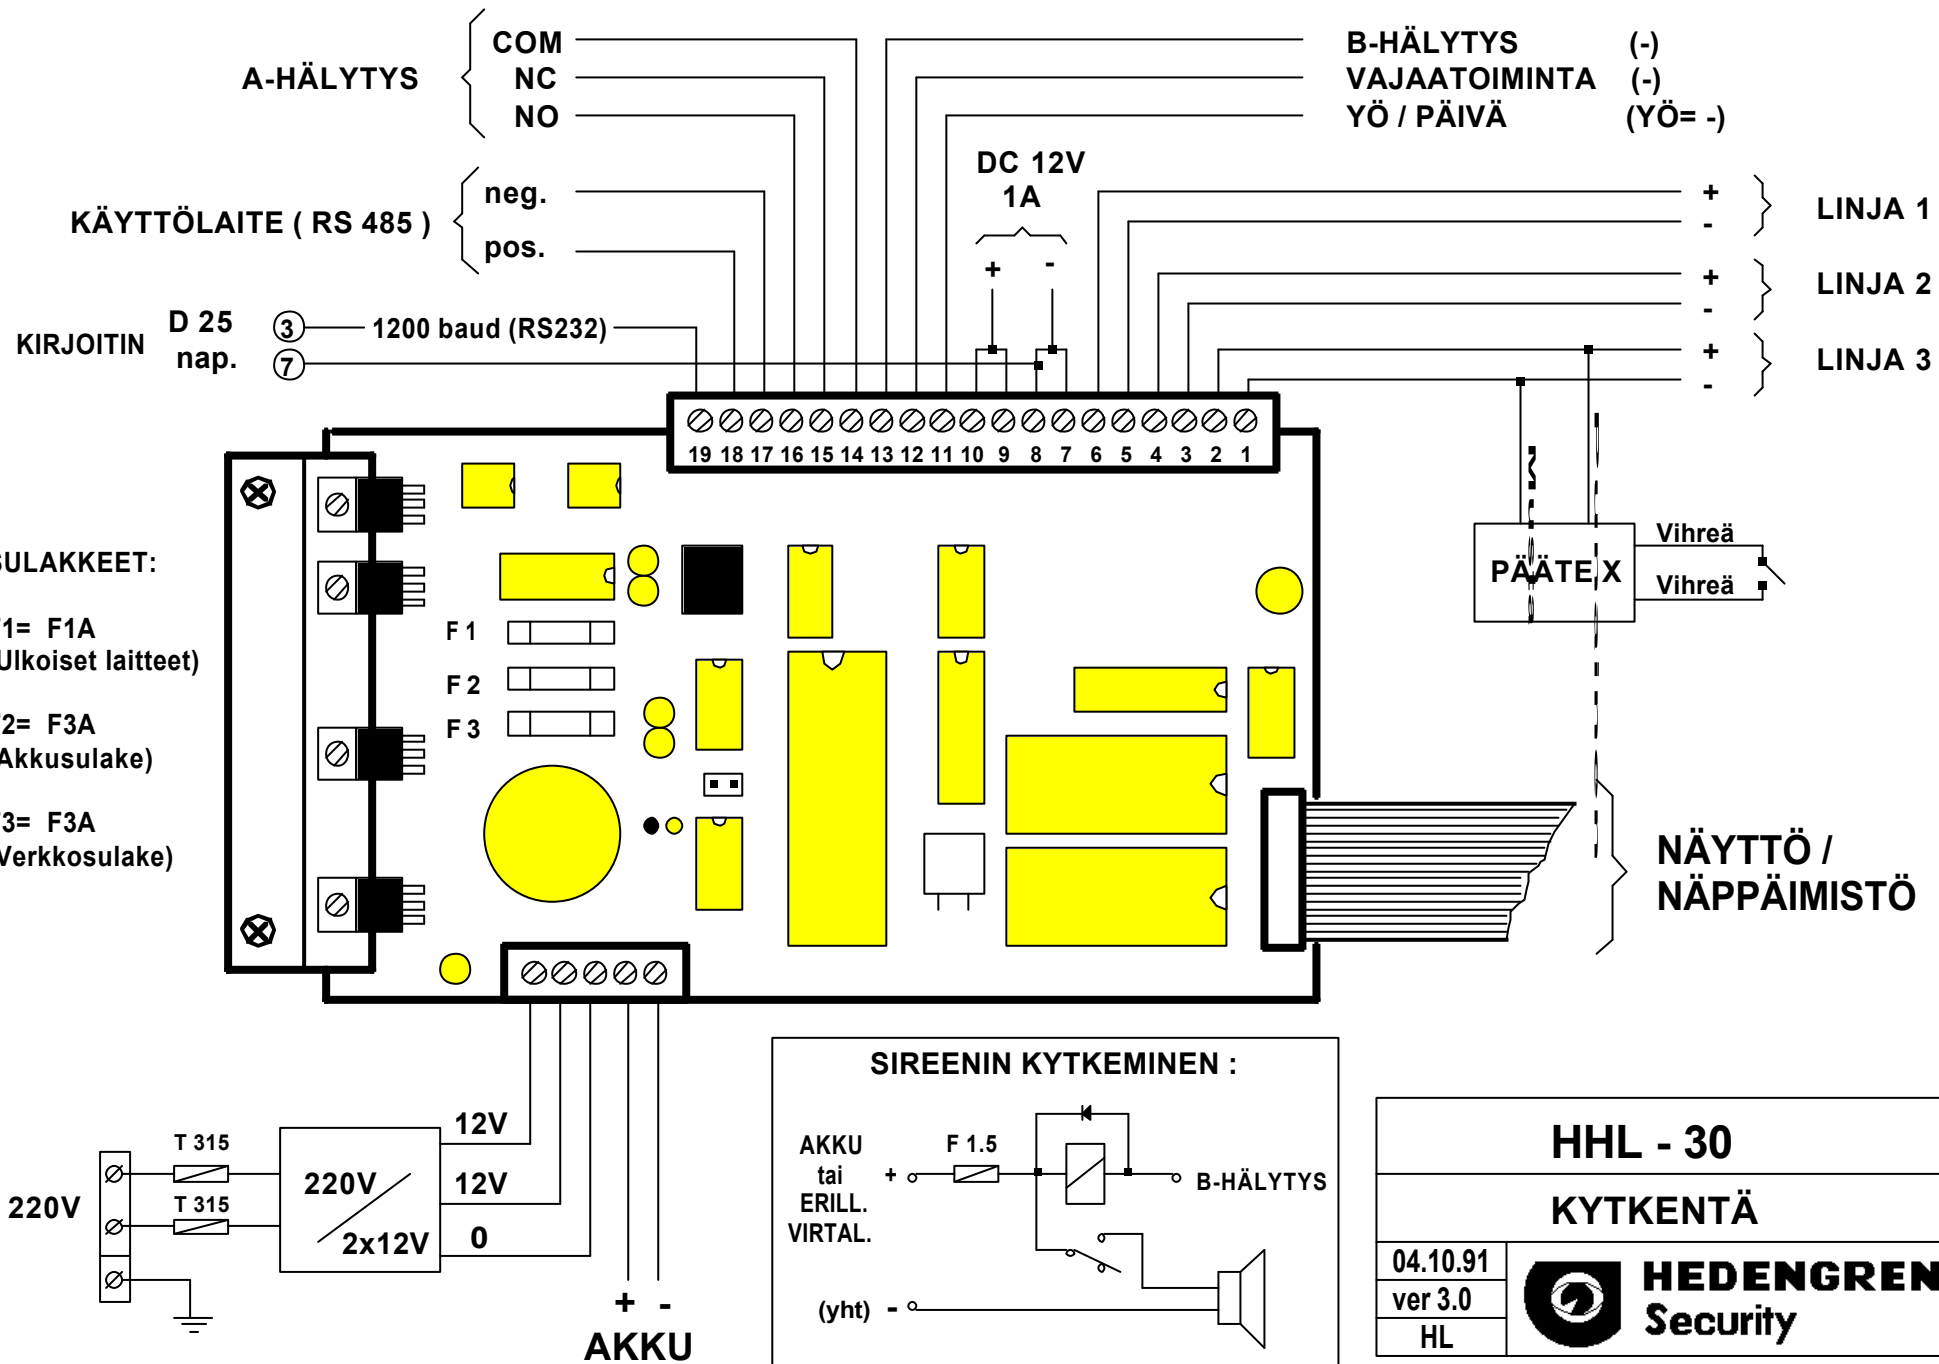 COM
A-HÄLYTYS
NC
NO
B-HÄLYTYS (-)
VAJAATOIMINTA (-)
YÖ / PÄIVÄ (YÖ= -)
DC 12V
1A
+ -
KÄYTTÖLAITE ( RS 485 )
neg.
pos.
+
-
LINJA 1
+
-
LINJA 2
+
-
LINJA 3
KIRJOITIN
D 25
nap.
3
1200 baud (RS232)
7
19 18 17 16 15 14 13 12 11 10 9 8 7 6 5 4 3 2 1
SULAKKEET:
F1= F1A
(Ulkoiset laitteet)
F2= F3A
(Akkusulake)
F3= F3A
(Verkkosulake)
F 1
F 2
F 3
PÄÄTE X
Vihreä
Vihreä
NÄYTTÖ /
NÄPPÄIMISTÖ
220V
T 315
T 315
220V
2x12V
12V
12V
0
+ -
AKKU
SIREENIN KYTKEMINEN :
AKKU
tai
ERILL.
VIRTAL.
+
F 1.5
B-HÄLYTYS
(yht) -
HHL - 30
KYTKENTÄ
04.10.91
ver 3.0
HL
HEDENGREN
Security